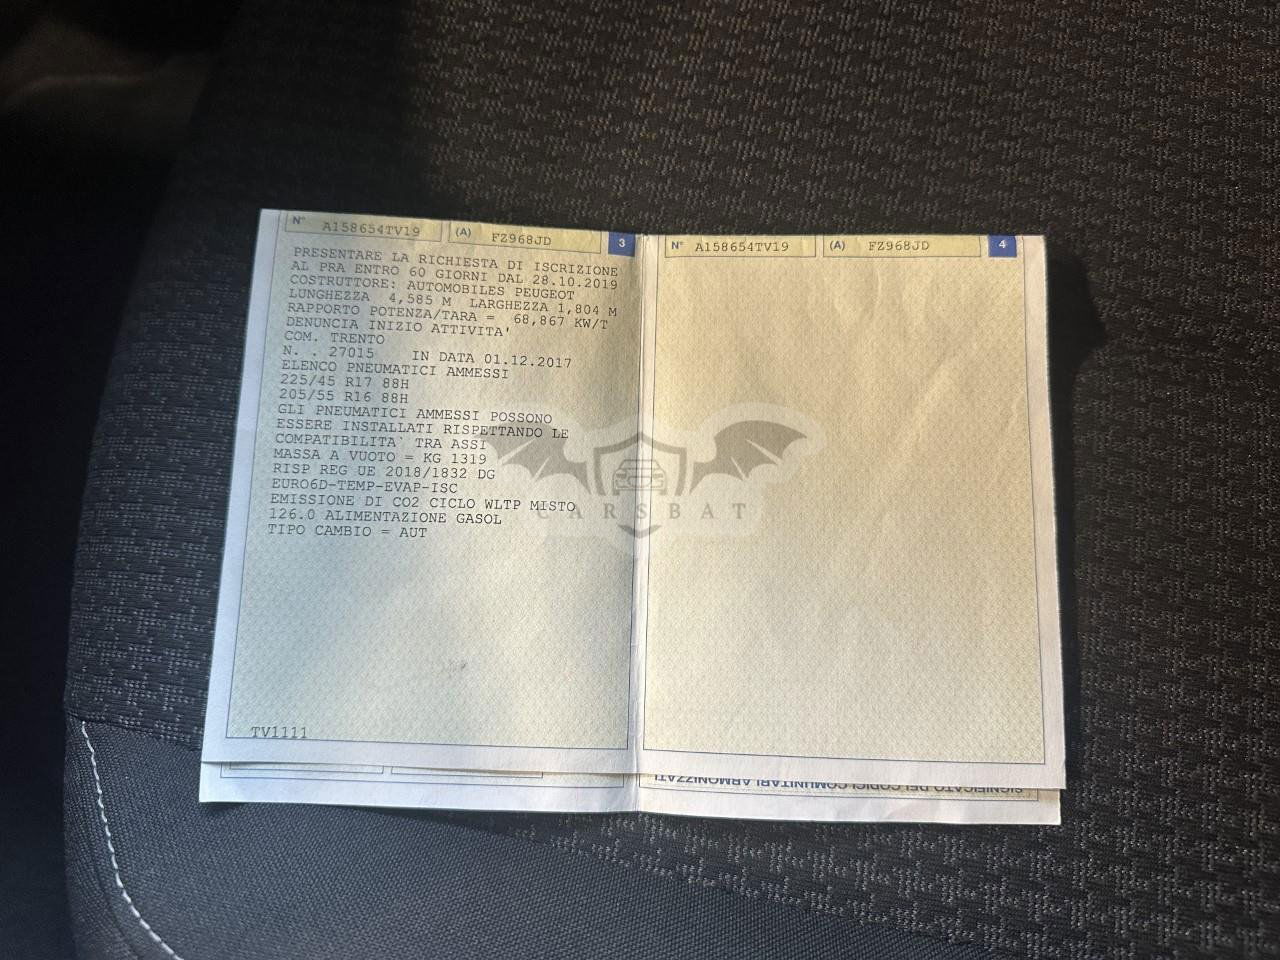 N° A158654TV19 (A) FZ968JD 3
PRESENTARE LA RICHIESTA DI ISCRIZIONE
AL PRA ENTRO 60 GIORNI DAL 28.10.2019
COSTRUTTORE: AUTOMOBILES PEUGEOT
LUNGHEZZA 4,585 M LARGHEZZA 1,804 M
RAPPORTO POTENZA/TARA = 68,867 KW/T
DENUNCIA INIZIO ATTIVITA'
COM. TRENTO
N. . 27015 IN DATA 01.12.2017
ELENCO PNEUMATICI AMMESSI
225/45 R17 88H
205/55 R16 88H
GLI PNEUMATICI AMMESSI POSSONO
ESSERE INSTALLATI RISPETTANDO LE
COMPATIBILITA` TRA ASSI
MASSA A VUOTO = KG 1319
RISP REG UE 2018/1832 DG
EURO6D-TEMP-EVAP-ISC
EMISSIONE DI CO2 CICLO WLTP MISTO
126.0 ALIMENTAZIONE GASOL
TIPO CAMBIO = AUT
TV1111
N° A158654TV19 (A) FZ968JD 4
SIGNIFICATO DEI CODICI COMUNITARI ARMONIZZATI
CARSBAT